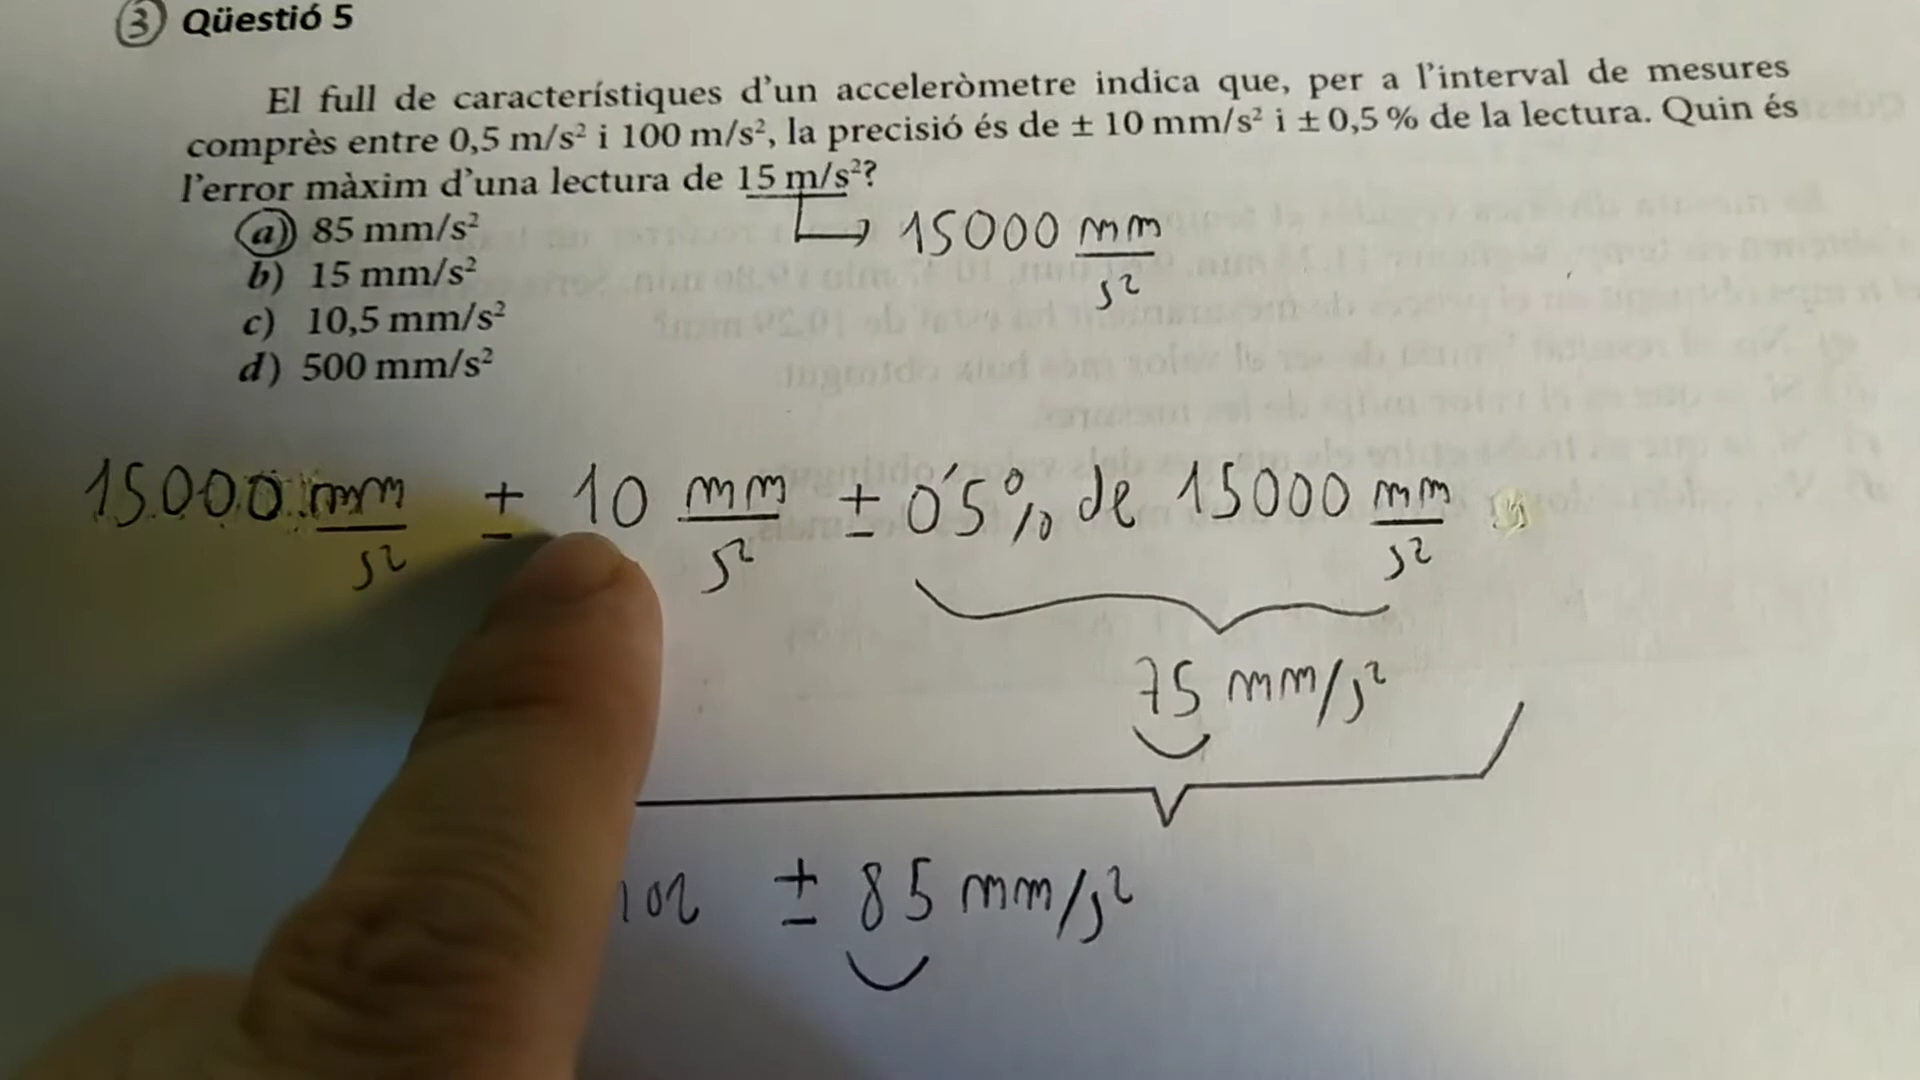 3 Qüestió 5
El full de característiques d'un acceleròmetre indica que, per a l'interval de mesures
comprès entre 0,5 m/s² i 100 m/s², la precisió és de ± 10 mm/s² i ± 0,5 % de la lectura. Quin és
l'error màxim d'una lectura de 15 m/s²?
a) 85 mm/s²
15000 mm/s²
b) 15 mm/s²
c) 10,5 mm/s²
d) 500 mm/s²
15000 mm/s² ± 10 mm/s² ± 0'5% de 15000 mm/s²
75 mm/s²
± 85 mm/s²